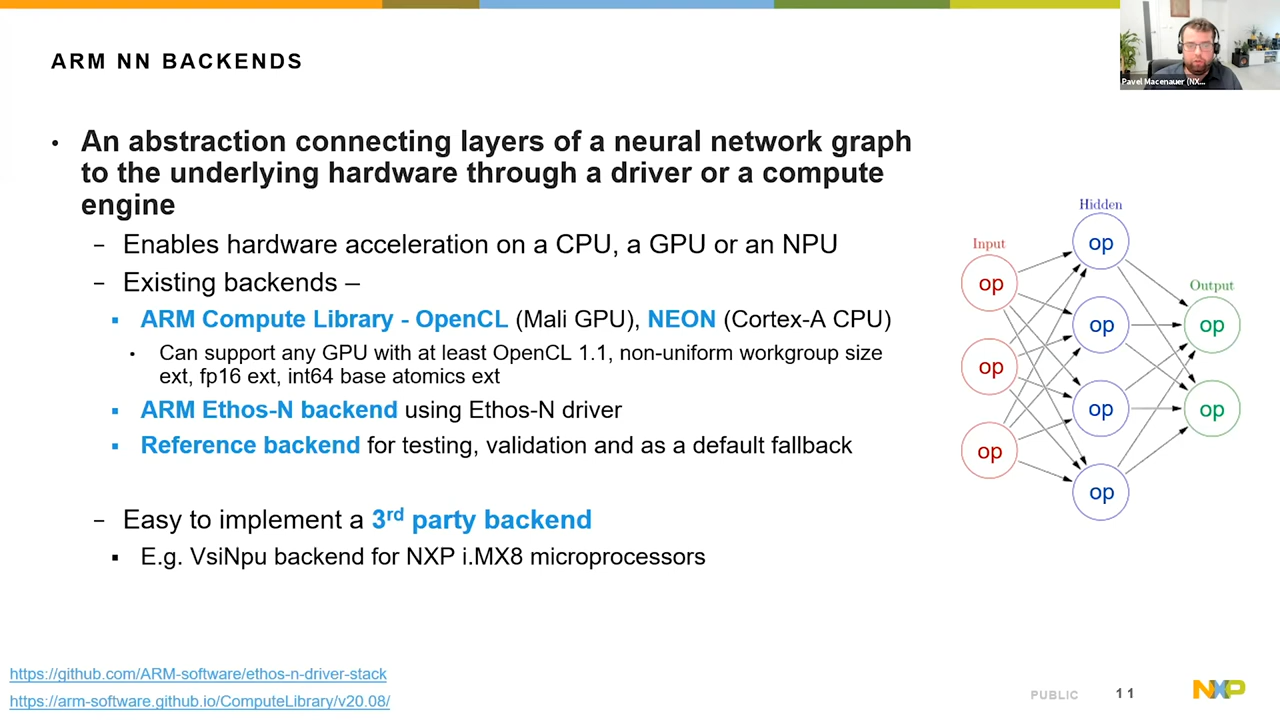 ARM NN BACKENDS
Pavel Macenauer (NX...
• An abstraction connecting layers of a neural network graph
to the underlying hardware through a driver or a compute
engine
– Enables hardware acceleration on a CPU, a GPU or an NPU
– Existing backends –
▪ ARM Compute Library - OpenCL (Mali GPU), NEON (Cortex-A CPU)
• Can support any GPU with at least OpenCL 1.1, non-uniform workgroup size
ext, fp16 ext, int64 base atomics ext
▪ ARM Ethos-N backend using Ethos-N driver
▪ Reference backend for testing, validation and as a default fallback
– Easy to implement a 3rd party backend
▪ E.g. VsiNpu backend for NXP i.MX8 microprocessors
Input
op
op
op
Hidden
op
op
op
op
Output
op
op
https://github.com/ARM-software/ethos-n-driver-stack
https://arm-software.github.io/ComputeLibrary/v20.08/
PUBLIC
11
NXP